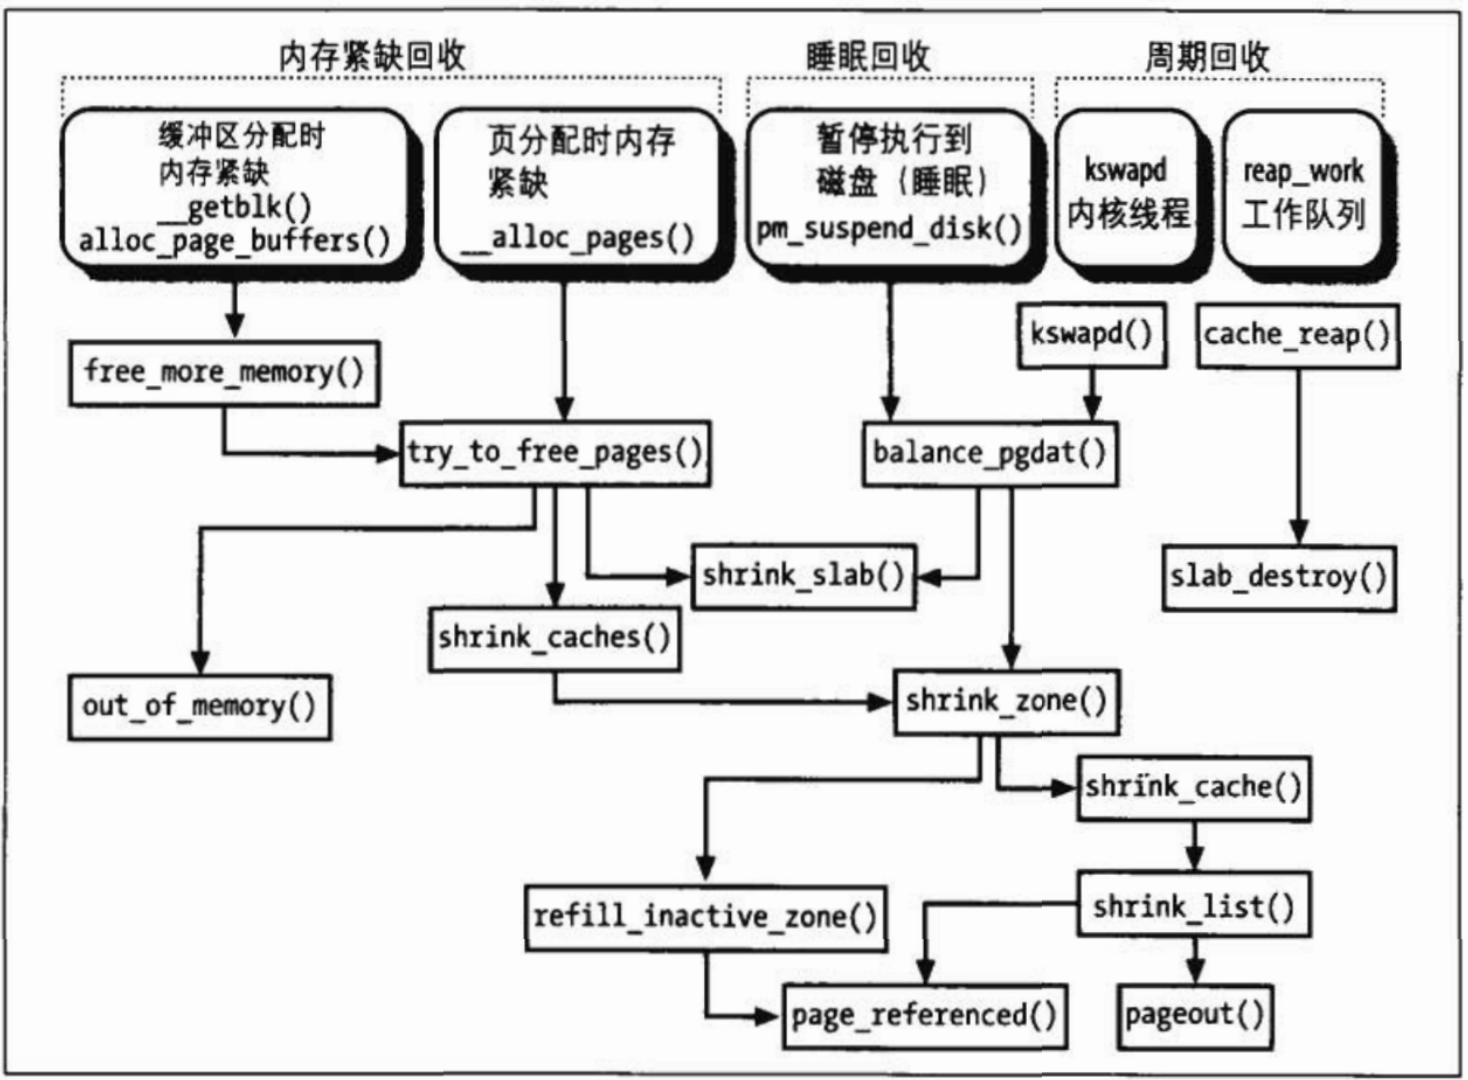 内存紧缺回收
睡眠回收
周期回收
缓冲区分配时
内存紧缺
__getblk()
alloc_page_buffers()
页分配时内存
紧缺
__alloc_pages()
暂停执行到
磁盘（睡眠）
pm_suspend_disk()
kswapd
内核线程
reap_work
工作队列
kswapd()
cache_reap()
free_more_memory()
try_to_free_pages()
balance_pgdat()
shrink_slab()
slab_destroy()
shrink_caches()
out_of_memory()
shrink_zone()
shrink_cache()
refill_inactive_zone()
shrink_list()
page_referenced()
pageout()